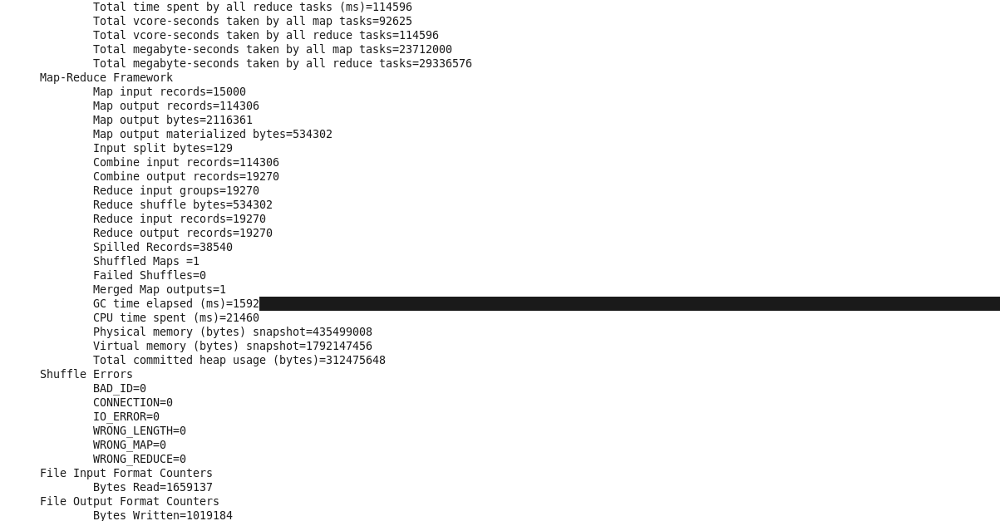 Total time spent by all reduce tasks (ms)=114596
Total vcore-seconds taken by all map tasks=92625
Total vcore-seconds taken by all reduce tasks=114596
Total megabyte-seconds taken by all map tasks=23712000
Total megabyte-seconds taken by all reduce tasks=29336576
Map-Reduce Framework
Map input records=15000
Map output records=114306
Map output bytes=2116361
Map output materialized bytes=534302
Input split bytes=129
Combine input records=114306
Combine output records=19270
Reduce input groups=19270
Reduce shuffle bytes=534302
Reduce input records=19270
Reduce output records=19270
Spilled Records=38540
Shuffled Maps =1
Failed Shuffles=0
Merged Map outputs=1
GC time elapsed (ms)=1592
CPU time spent (ms)=21460
Physical memory (bytes) snapshot=435499008
Virtual memory (bytes) snapshot=1792147456
Total committed heap usage (bytes)=312475648
Shuffle Errors
BAD_ID=0
CONNECTION=0
IO_ERROR=0
WRONG_LENGTH=0
WRONG_MAP=0
WRONG_REDUCE=0
File Input Format Counters
Bytes Read=1659137
File Output Format Counters
Bytes Written=1019184